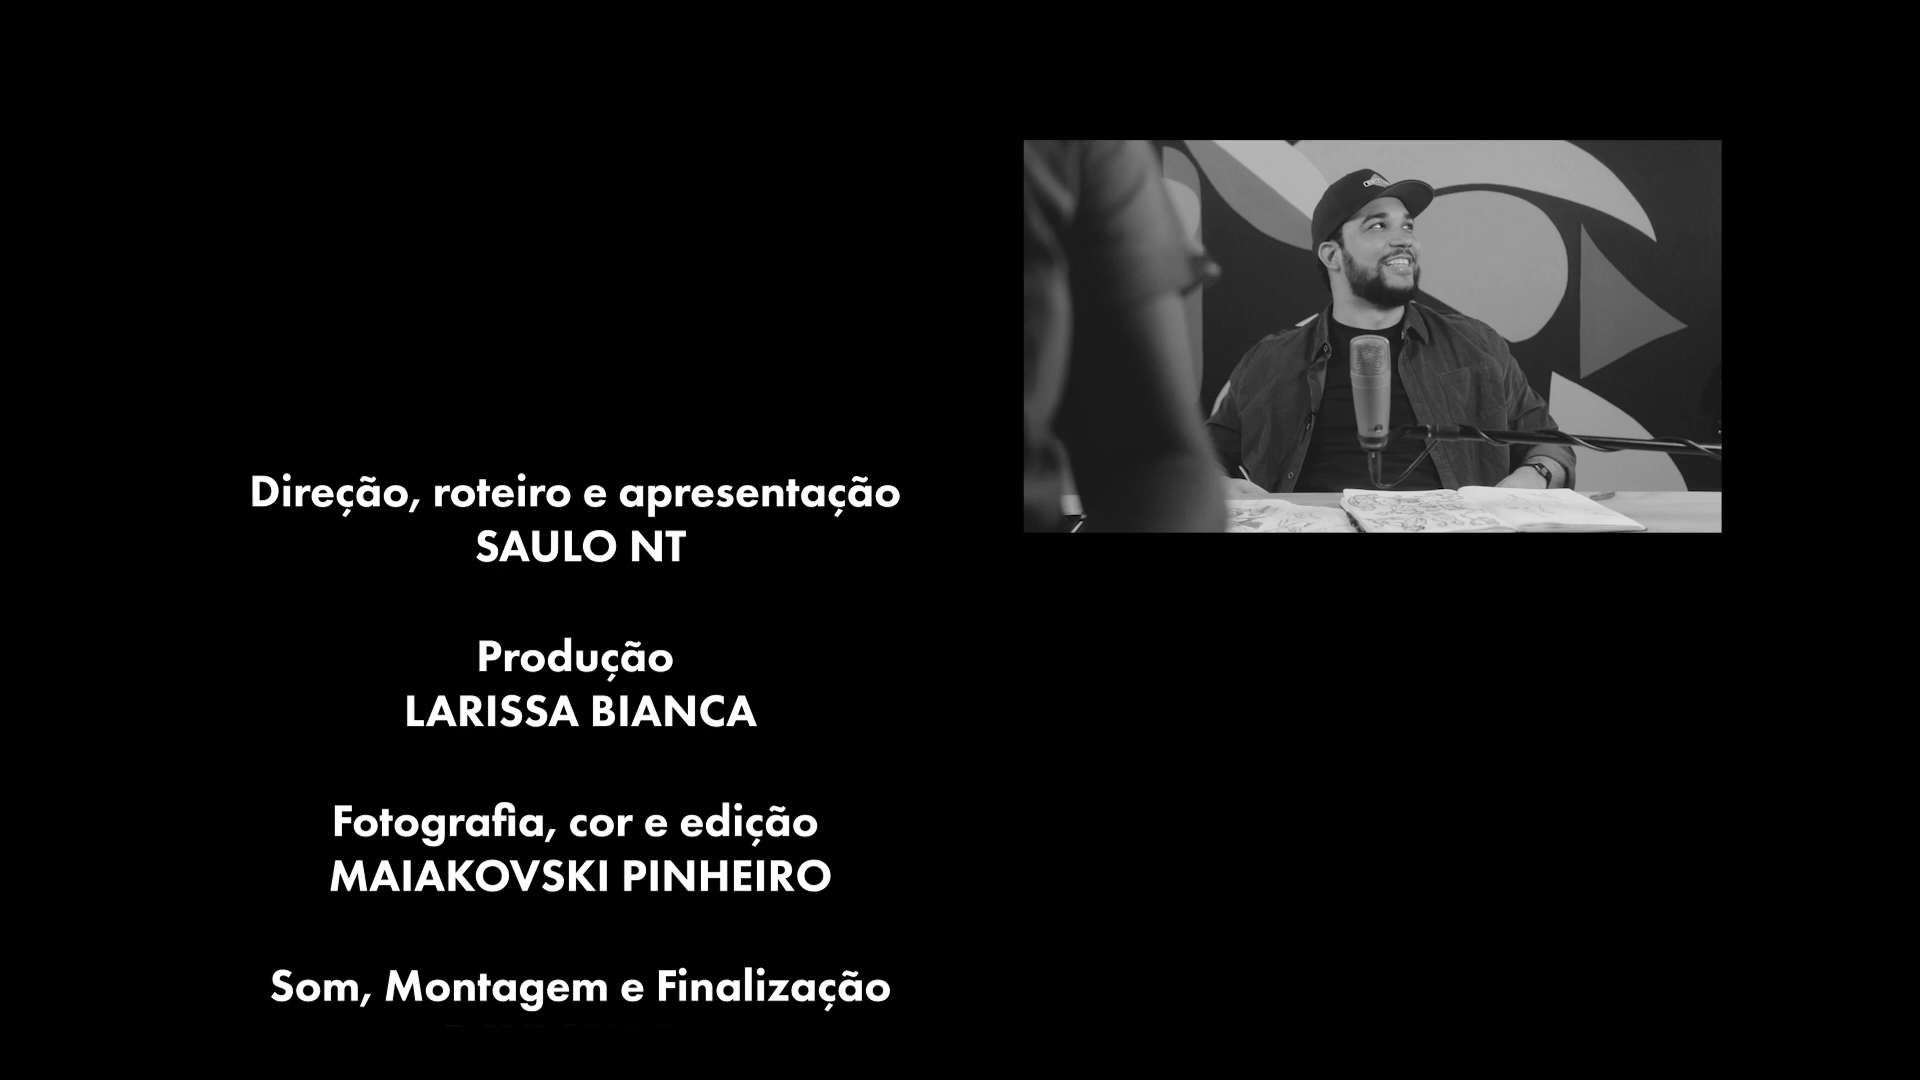 Direção, roteiro e apresentação
SAULO NT
Produção
LARISSA BIANCA
Fotografia, cor e edição
MAIAKOVSKI PINHEIRO
Som, Montagem e Finalização